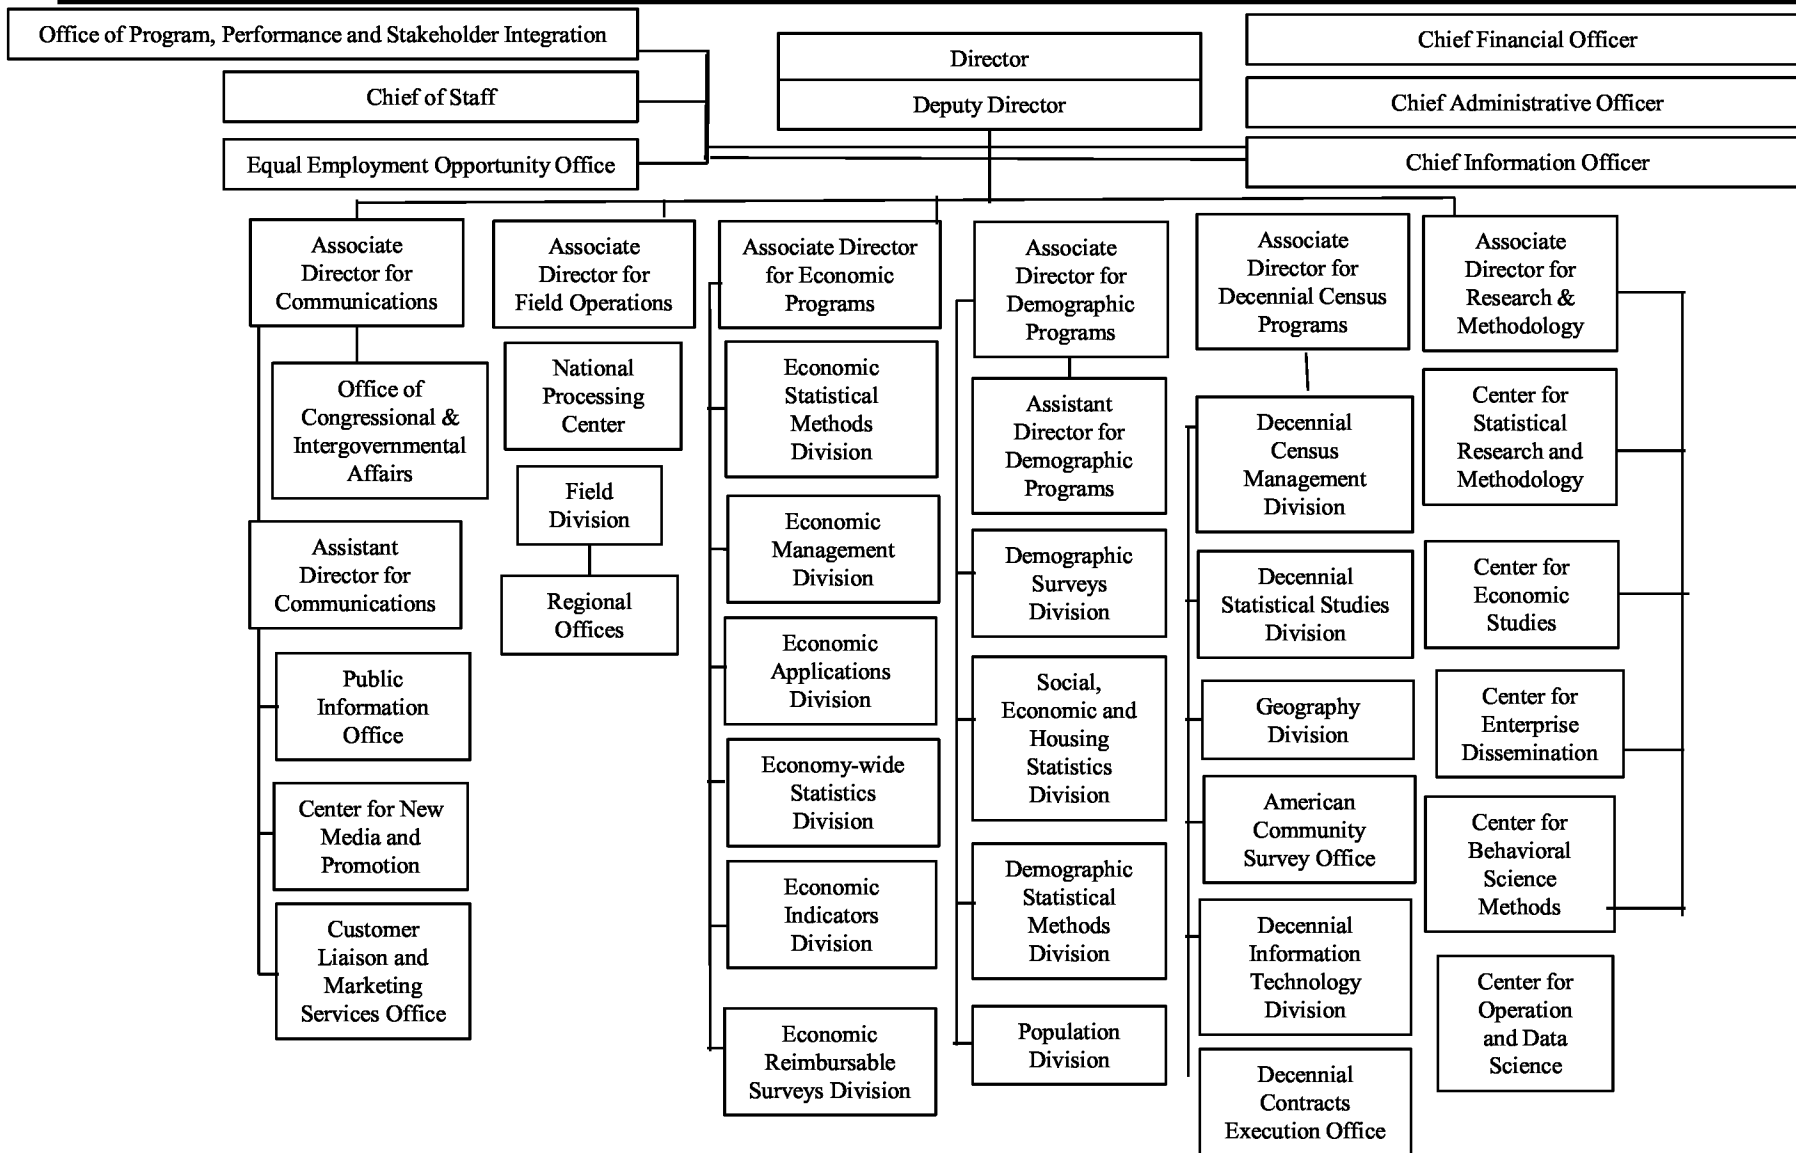 Office of Program, Performance and Stakeholder Integration
Chief of Staff
Equal Employment Opportunity Office
Director
Deputy Director
Chief Financial Officer
Chief Administrative Officer
Chief Information Officer
Associate
Director for
Communications
Office of
Congressional &
Intergovernmental
Affairs
Assistant
Director for
Communications
Public
Information
Office
Center for New
Media and
Promotion
Customer
Liaison and
Marketing
Services Office
Associate
Director for
Field Operations
National
Processing
Center
Field
Division
Regional
Offices
Associate Director
for Economic
Programs
Economic
Statistical
Methods
Division
Economic
Management
Division
Economic
Applications
Division
Economy-wide
Statistics
Division
Economic
Indicators
Division
Economic
Reimbursable
Surveys Division
Associate
Director for
Demographic
Programs
Assistant
Director for
Demographic
Programs
Demographic
Surveys
Division
Social,
Economic and
Housing
Statistics
Division
Demographic
Statistical
Methods
Division
Population
Division
Associate
Director for
Decennial Census
Programs
Decennial
Census
Management
Division
Decennial
Statistical Studies
Division
Geography
Division
American
Community
Survey Office
Decennial
Information
Technology
Division
Decennial
Contracts
Execution Office
Associate
Director for
Research &
Methodology
Center for
Statistical
Research and
Methodology
Center for
Economic
Studies
Center for
Enterprise
Dissemination
Center for
Behavioral
Science
Methods
Center for
Operation
and Data
Science